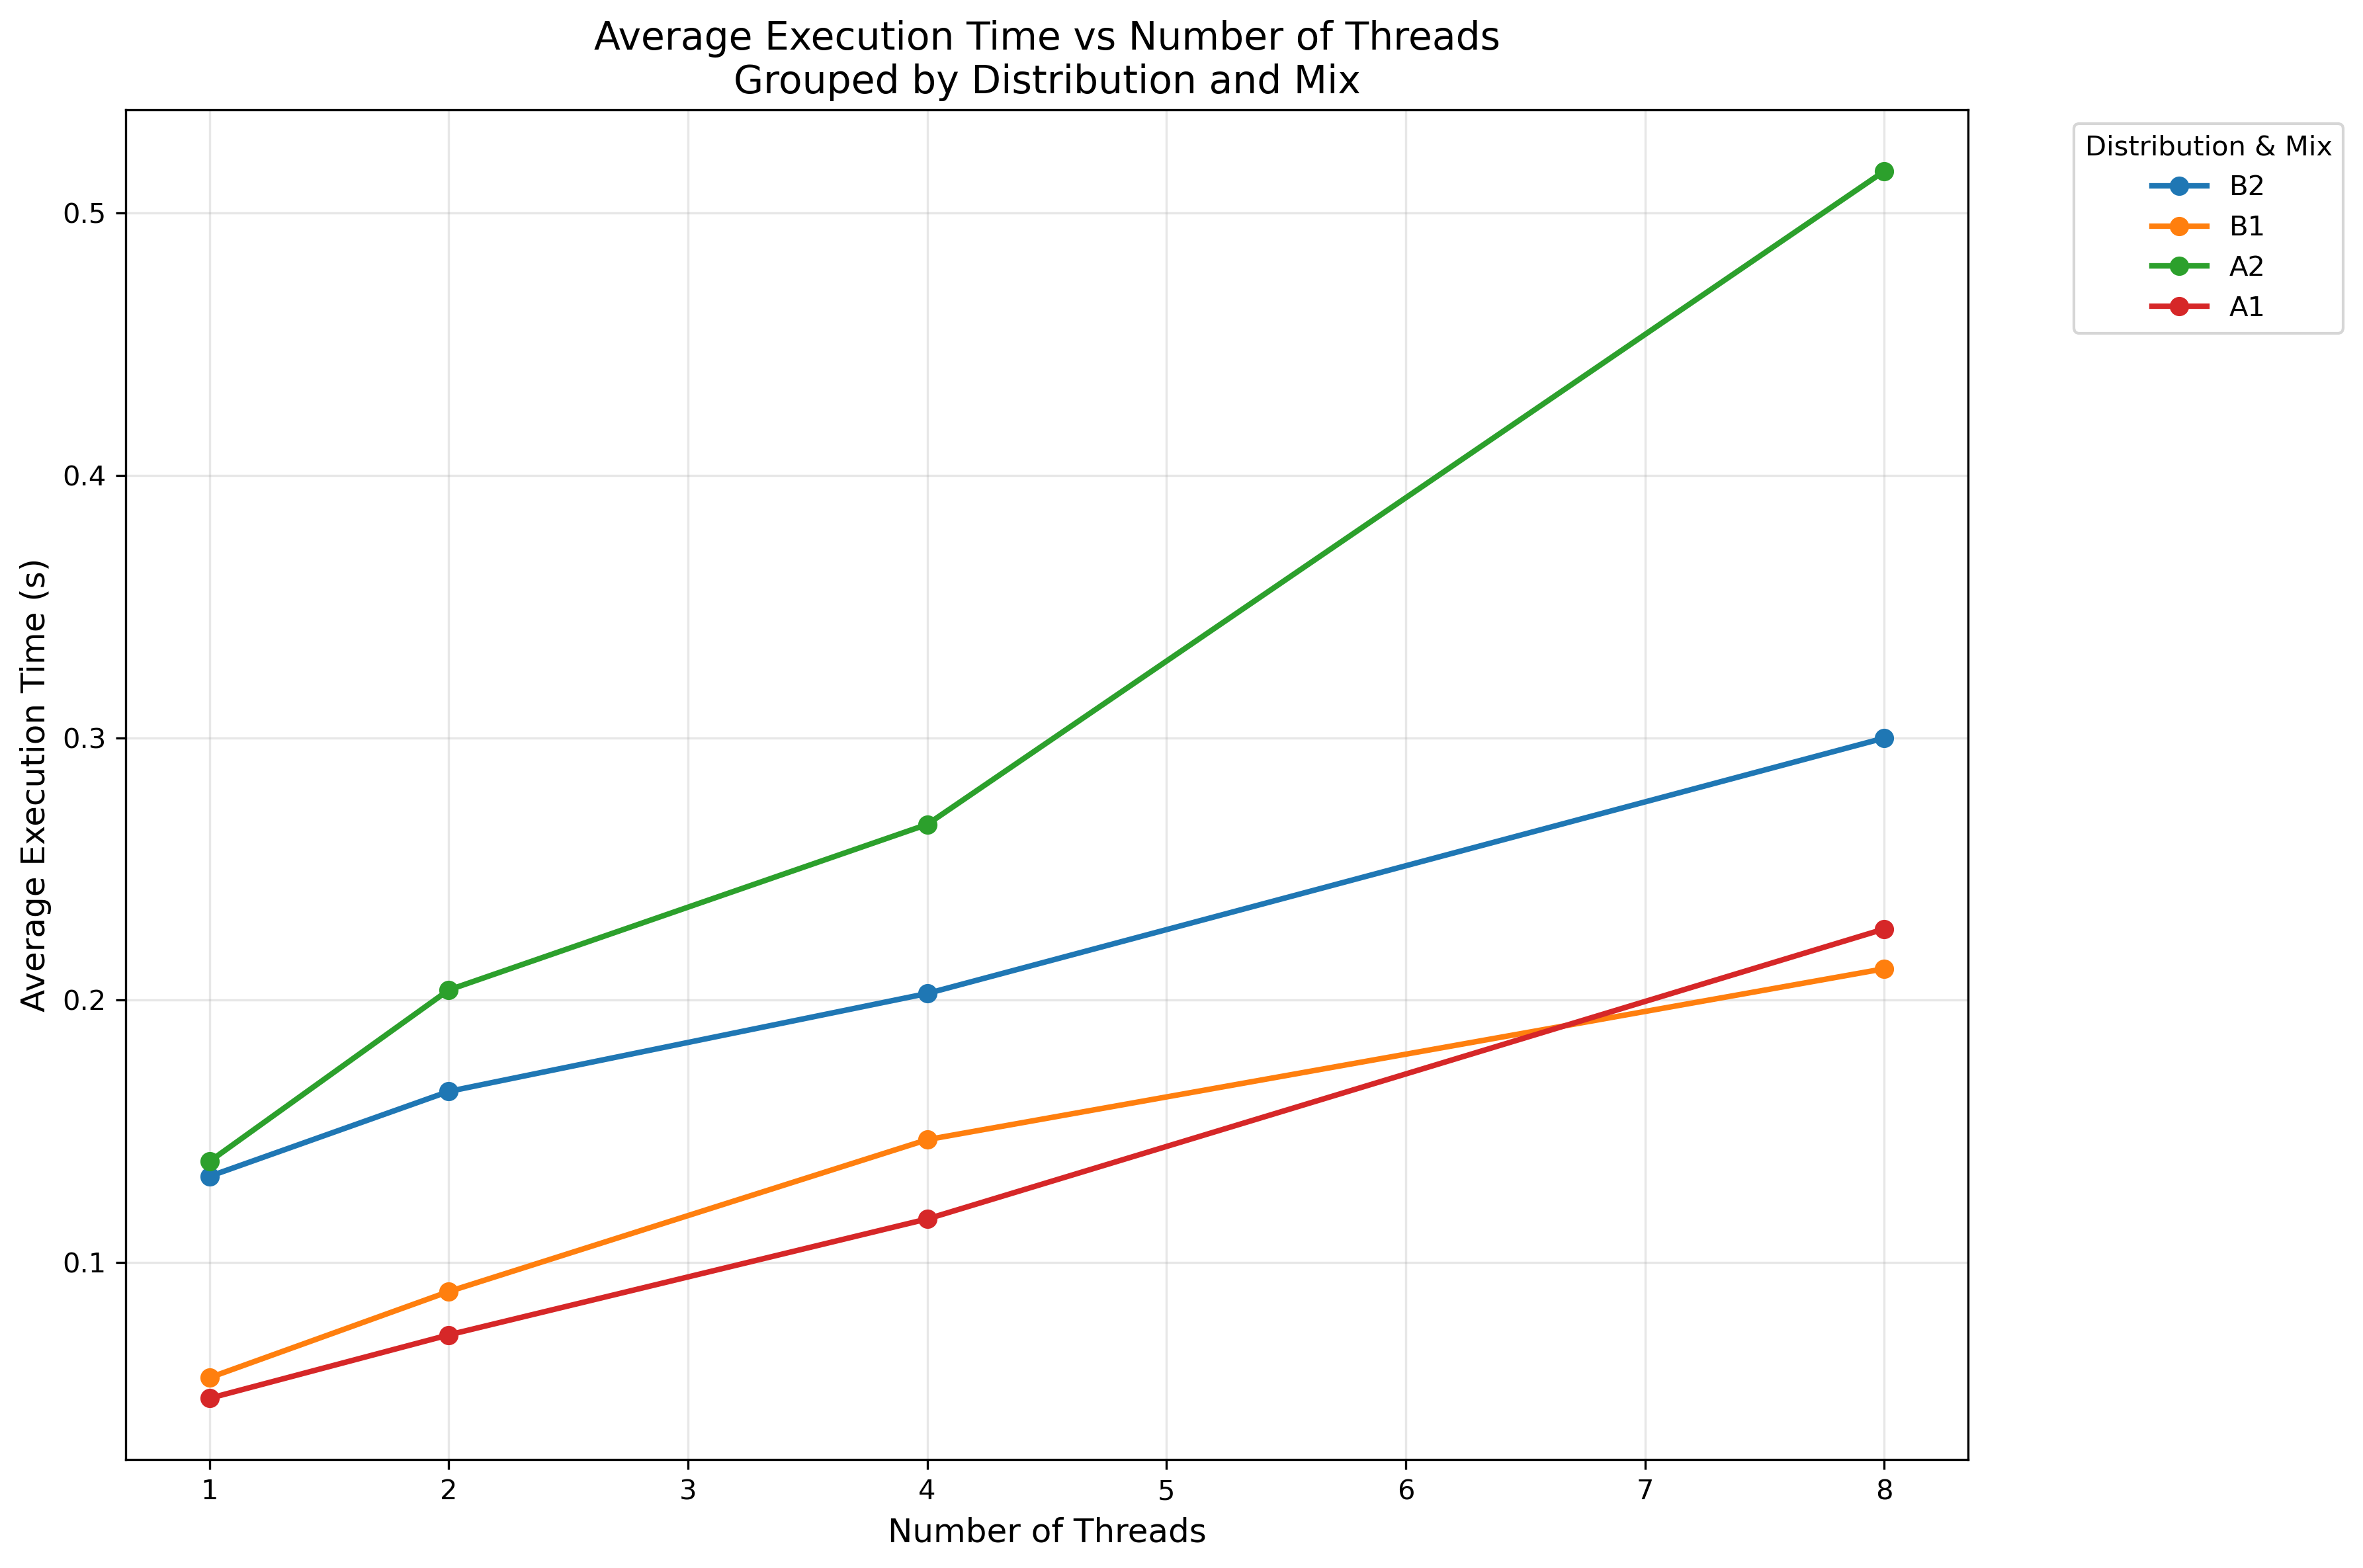 Average Execution Time vs Number of Threads
Grouped by Distribution and Mix
Distribution & Mix
B2
B1
A2
A1
Average Execution Time (s)
0.5
0.4
0.3
0.2
0.1
1 2 3 4 5 6 7 8
Number of Threads